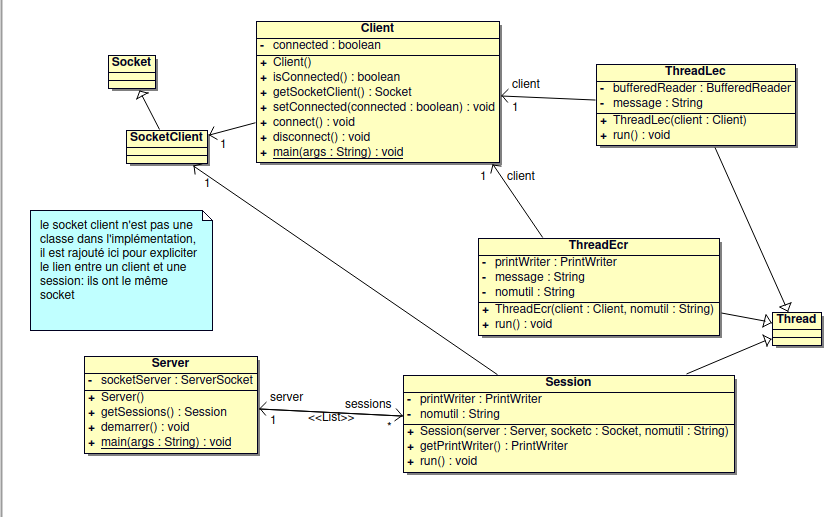 Client
- connected : boolean
+ Client()
+ isConnected() : boolean
+ getSocketClient() : Socket
+ setConnected(connected : boolean) : void
+ connect() : void
+ disconnect() : void
+ main(args : String) : void
Socket
SocketClient
1
client
1
ThreadLec
- bufferedReader : BufferedReader
- message : String
+ ThreadLec(client : Client)
+ run() : void
1
1 client
le socket client n'est pas une
classe dans l'implémentation,
il est rajouté ici pour expliciter
le lien entre un client et une
session: ils ont le même
socket
ThreadEcr
- printWriter : PrintWriter
- message : String
- nomutil : String
+ ThreadEcr(client : Client, nomutil : String)
+ run() : void
Thread
Server
- socketServer : ServerSocket
+ Server()
+ getSessions() : Session
+ demarrer() : void
+ main(args : String) : void
server
1
sessions
<<List>>
*
Session
- printWriter : PrintWriter
- nomutil : String
+ Session(server : Server, socketc : Socket, nomutil : String)
+ getPrintWriter() : PrintWriter
+ run() : void